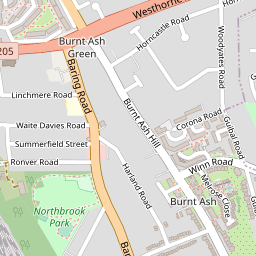 Burnt Ash
Green
Westhorne
Horncastle Road
Woodyates Road
205
Baring Road
Linchmere Road
Burnt Ash Hill
Corona Road
Guibal Road
Waite Davies Road
Summerfield Street
Ronver Road
Winn Road
Harland Road
Melrose Close
Burnt Ash
Northbrook
Park